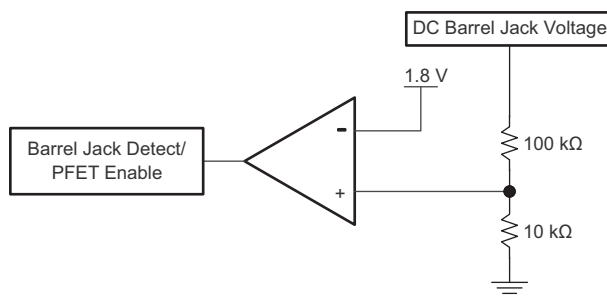 DC Barrel Jack Voltage
1.8 V
-
Barrel Jack Detect/
PFET Enable
100 kΩ
+
10 kΩ